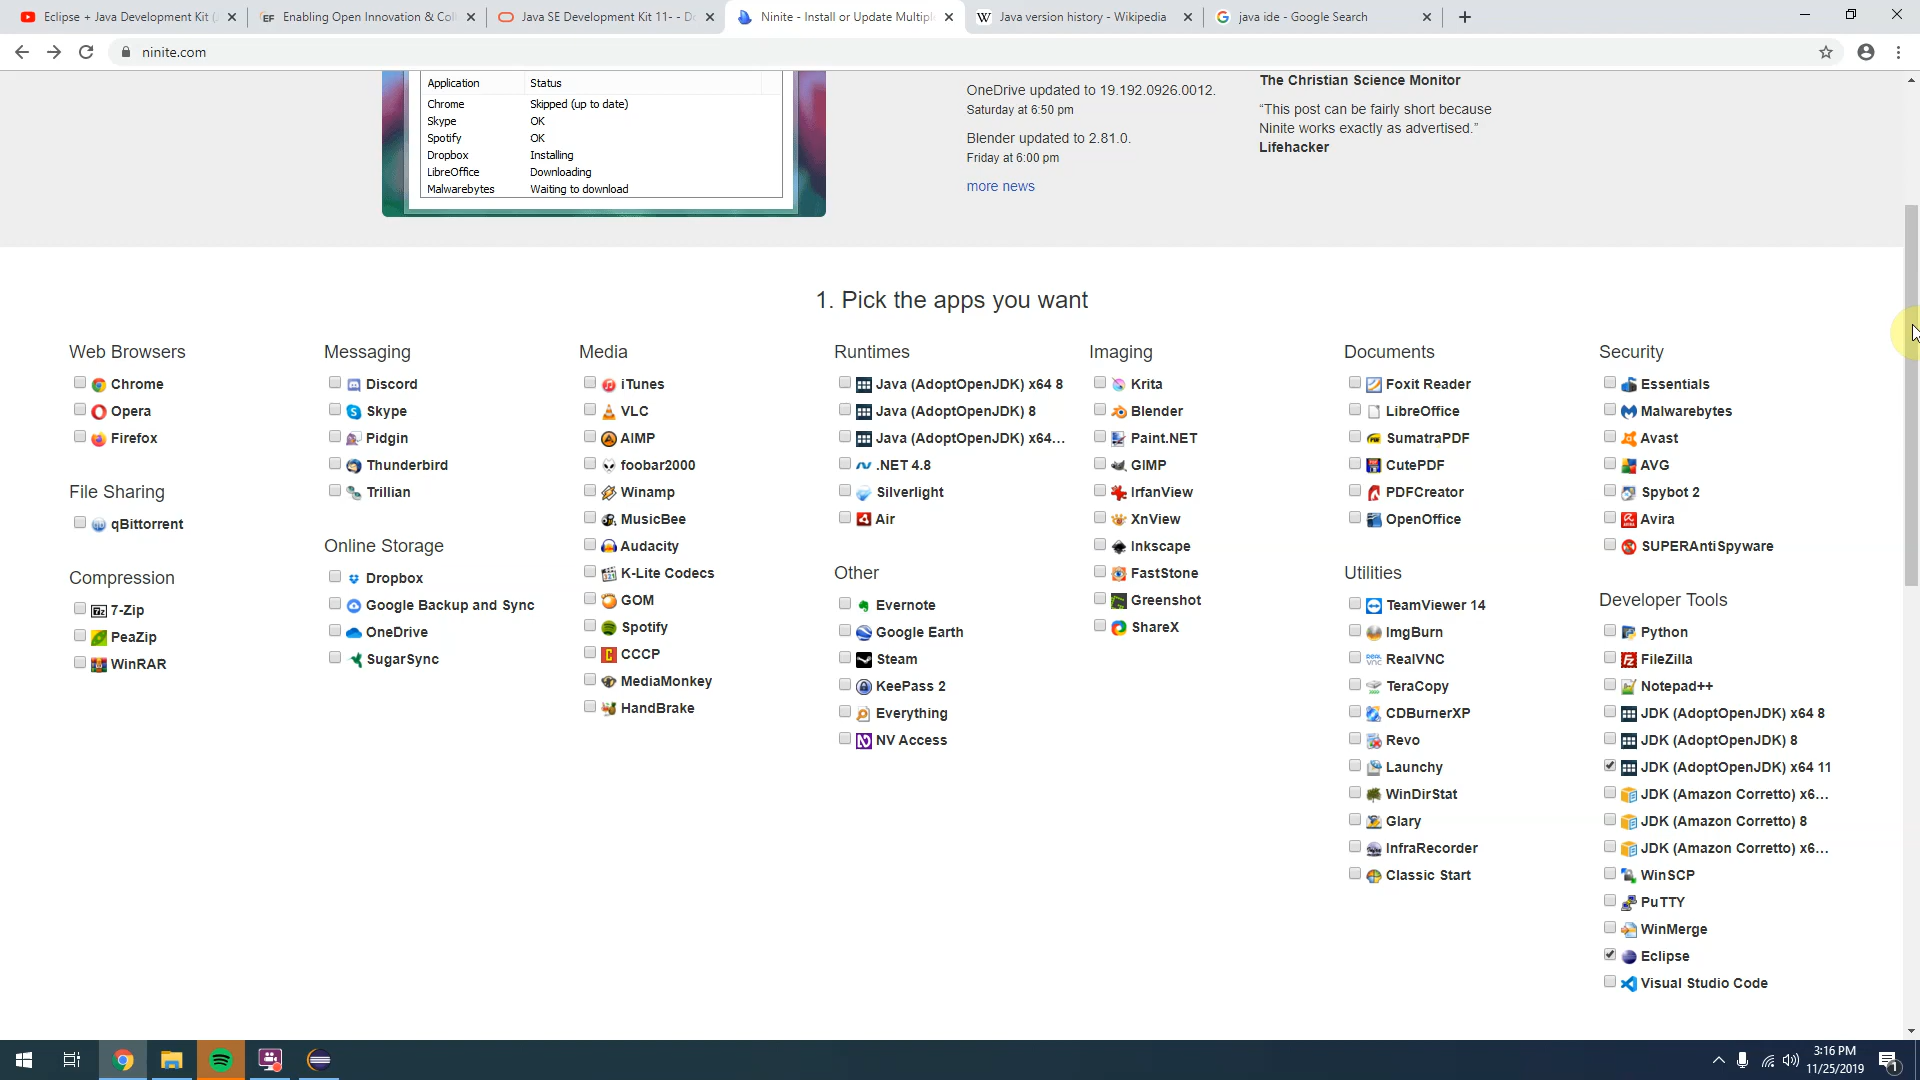 Eclipse + Java Development Kit (
Enabling Open Innovation & Col
Java SE Development Kit 11- - Do
Ninite - Install or Update Multiple
Java version history - Wikipedia
java ide - Google Search
ninite.com
Application Status
Chrome Skipped (up to date)
Skype OK
Spotify OK
Dropbox Installing
LibreOffice Downloading
Malwarebytes Waiting to download
OneDrive updated to 19.192.0926.0012.
Saturday at 6:50 pm
Blender updated to 2.81.0.
Friday at 6:00 pm
more news
The Christian Science Monitor
“This post can be fairly short because
Ninite works exactly as advertised.”
Lifehacker
1. Pick the apps you want
Web Browsers
Chrome
Opera
Firefox
File Sharing
qBittorrent
Compression
7-Zip
PeaZip
WinRAR
Messaging
Discord
Skype
Pidgin
Thunderbird
Trillian
Online Storage
Dropbox
Google Backup and Sync
OneDrive
SugarSync
Media
iTunes
VLC
AIMP
foobar2000
Winamp
MusicBee
Audacity
K-Lite Codecs
GOM
Spotify
CCCP
MediaMonkey
HandBrake
Runtimes
Java (AdoptOpenJDK) x64 8
Java (AdoptOpenJDK) 8
Java (AdoptOpenJDK) x64...
.NET 4.8
Silverlight
Air
Other
Evernote
Google Earth
Steam
KeePass 2
Everything
NV Access
Imaging
Krita
Blender
Paint.NET
GIMP
IrfanView
XnView
Inkscape
FastStone
Greenshot
ShareX
Documents
Foxit Reader
LibreOffice
SumatraPDF
CutePDF
PDFCreator
OpenOffice
Utilities
TeamViewer 14
ImgBurn
RealVNC
TeraCopy
CDBurnerXP
Revo
Launchy
WinDirStat
Glary
InfraRecorder
Classic Start
Security
Essentials
Malwarebytes
Avast
AVG
Spybot 2
Avira
SUPERAntiSpyware
Developer Tools
Python
FileZilla
Notepad++
JDK (AdoptOpenJDK) x64 8
JDK (AdoptOpenJDK) 8
JDK (AdoptOpenJDK) x64 11
JDK (Amazon Corretto) x6...
JDK (Amazon Corretto) 8
JDK (Amazon Corretto) x6...
WinSCP
PuTTY
WinMerge
Eclipse
Visual Studio Code
3:16 PM
11/25/2019
1